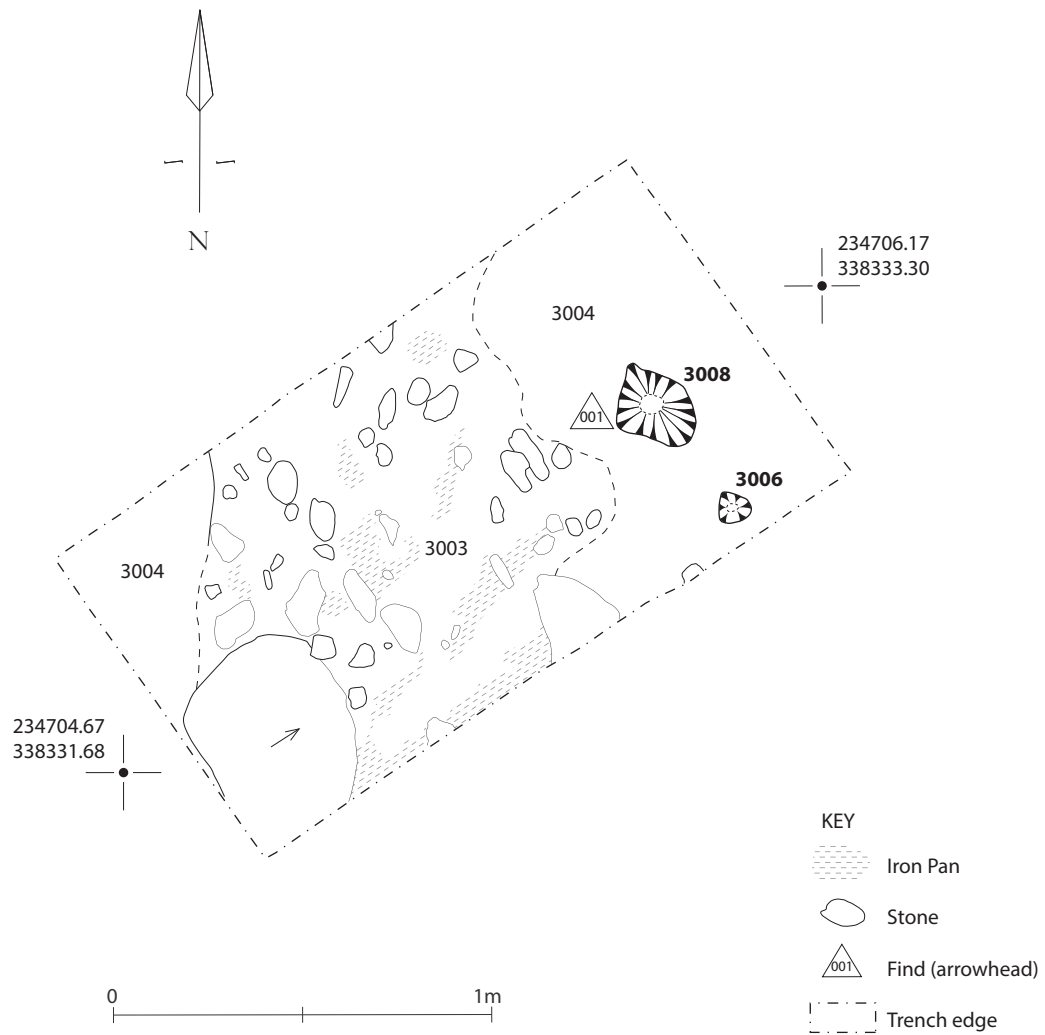 N
234706.17
338333.30
3004
3008
001
3006
3003
3004
234704.67
338331.68
KEY
Iron Pan
Stone
001
Find (arrowhead)
Trench edge
0
1m